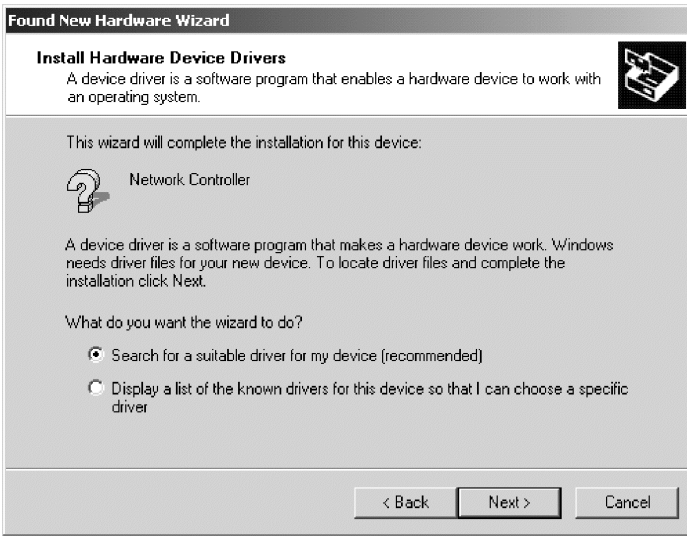 Found New Hardware Wizard
Install Hardware Device Drivers
A device driver is a software program that enables a hardware device to work with
an operating system.
This wizard will complete the installation for this device:
Network Controller
A device driver is a software program that makes a hardware device work. Windows
needs driver files for your new device. To locate driver files and complete the
installation click Next.
What do you want the wizard to do?
Search for a suitable driver for my device (recommended)
Display a list of the known drivers for this device so that I can choose a specific
driver
< Back
Next >
Cancel